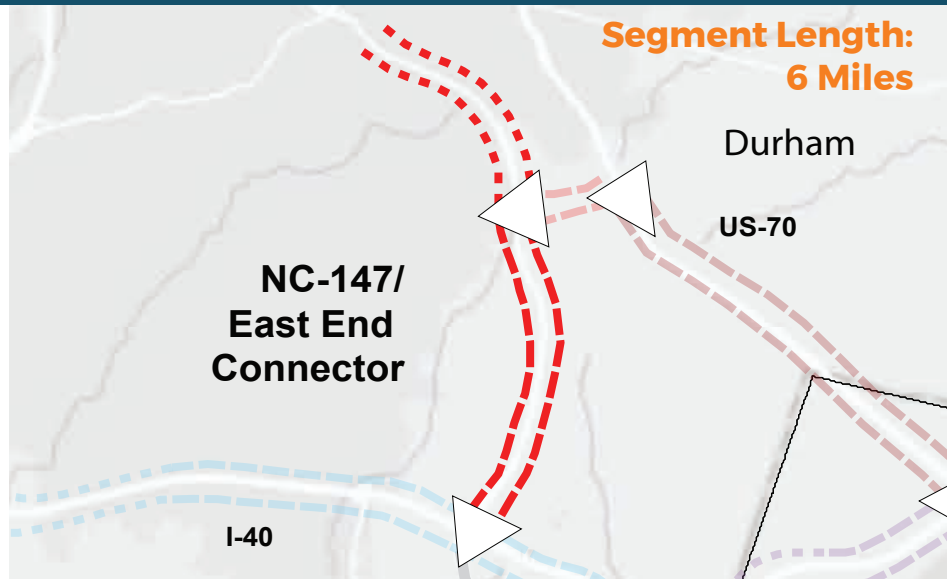 Segment Length:
6 Miles
Durham
US-70
NC-147/
East End
Connector
I-40